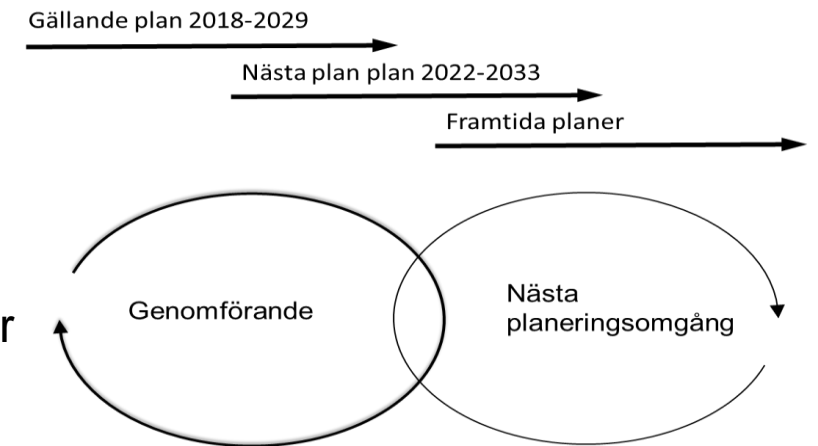 Gällande plan 2018-2029
Nästa plan plan 2022-2033
Framtida planer
r
Genomförande
Nästa
planeringsomgång